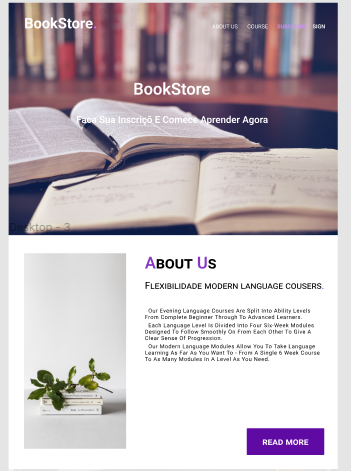 BookStore.
ABOUT US COURSE SIGN
BookStore
Faça Sua Inscriçõ E Comece Aprender Agora
Desktop - 3
ABOUT US
FLEXIBILIDADE MODERN LANGUAGE COUSERS.
Our Evening Language Courses Are Split Into Ability Levels
From Complete Beginner Through To Advanced Learners.
Each Language Level Is Divided Into Four Six-Week Modules
Designed To Follow Smoothly On From Each Other To Give A
Clear Sense Of Progression.
Our Modern Language Modules Allow You To Take Language
Learning As Far As You Want To - From A Single 6 Week Course
To As Many Modules In A Level As You Need.
READ MORE